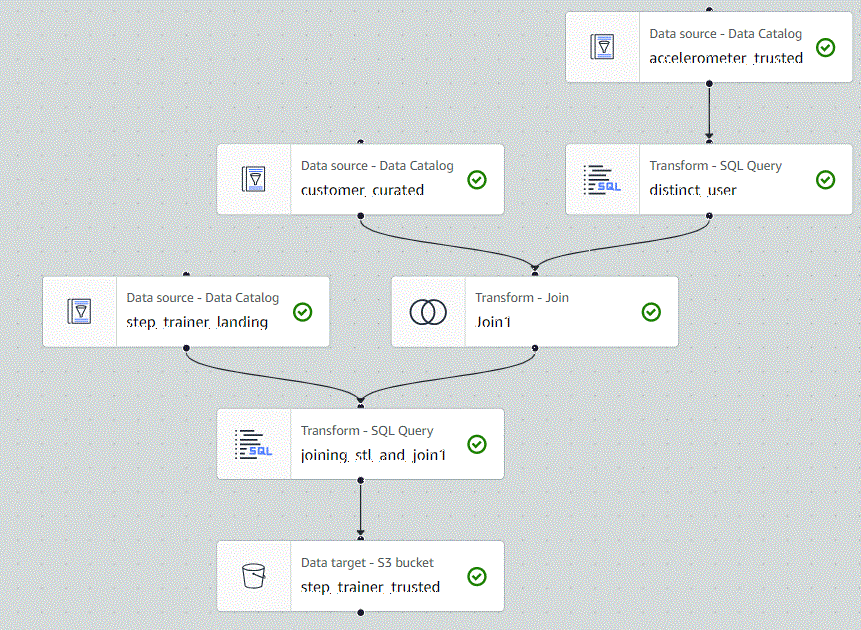 Data source - Data Catalog
accelerometer_trusted
Data source - Data Catalog
customer_curated
Transform - SQL Query
SQL
distinct_user
Data source - Data Catalog
step_trainer_landing
Transform - Join
Join1
Transform - SQL Query
SQL
joining_stl_and_join1
Data target - S3 bucket
step_trainer_trusted